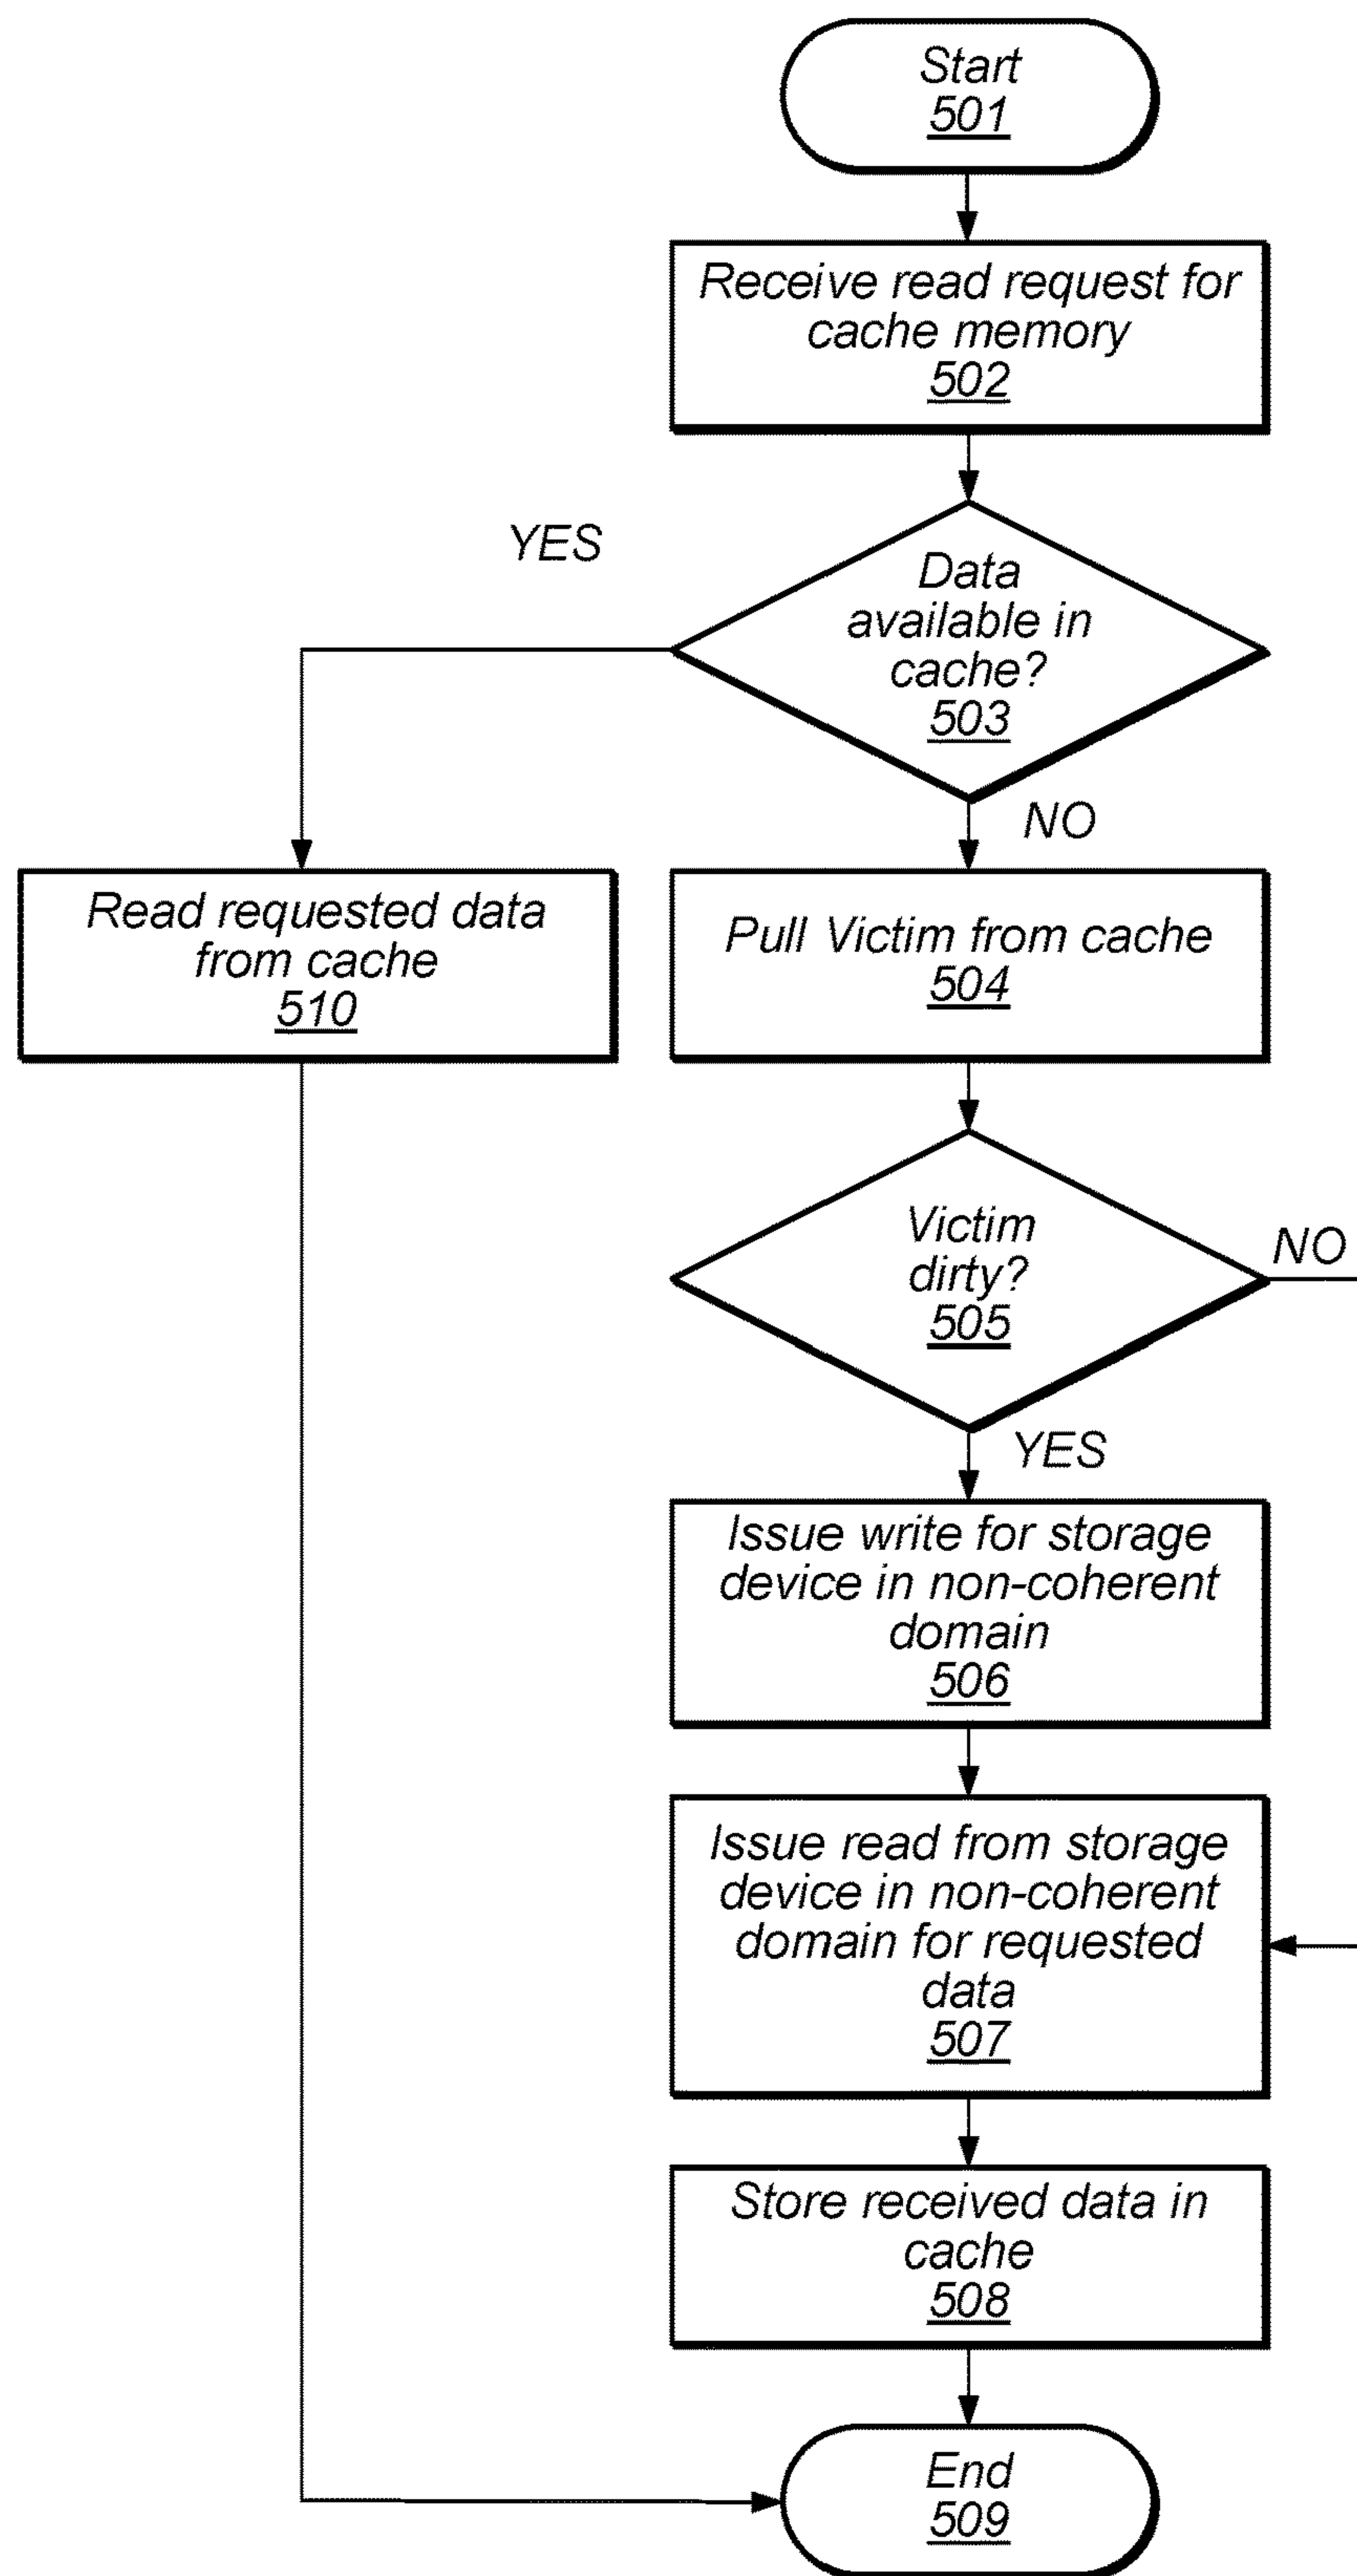 Start
501
Receive read request for
cache memory
502
YES
Data
available in
cache?
503
NO
Read requested data
from cache
510
Pull Victim from cache
504
Victim
dirty?
505
NO
YES
Issue write for storage
device in non-coherent
domain
506
Issue read from storage
device in non-coherent
domain for requested
data
507
Store received data in
cache
508
End
509